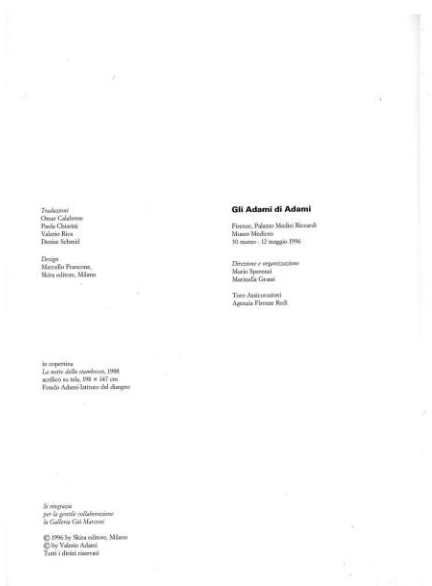 Traduzioni
Omar Calabrese
Paola Chiarini
Valerio Riva
Denise Schmid
Design
Marcello Francone,
Skira editore, Milano
Gli Adami di Adami
Firenze, Palazzo Medici Riccardi
Museo Mediceo
30 marzo - 12 maggio 1996
Direzione e organizzazione
Mario Sperenzi
Marinella Grassi
Toro Assicurazioni
Agenzia Firenze Redi
in copertina
La notte dello stambecco, 1988
acrilico su tela, 198 × 147 cm
Fondo Adami-Istituto del disegno
Si ringrazia
per la gentile collaborazione
la Galleria Giò Marconi
© 1996 by Skira editore, Milano
© by Valerio Adami
Tutti i diritti riservati